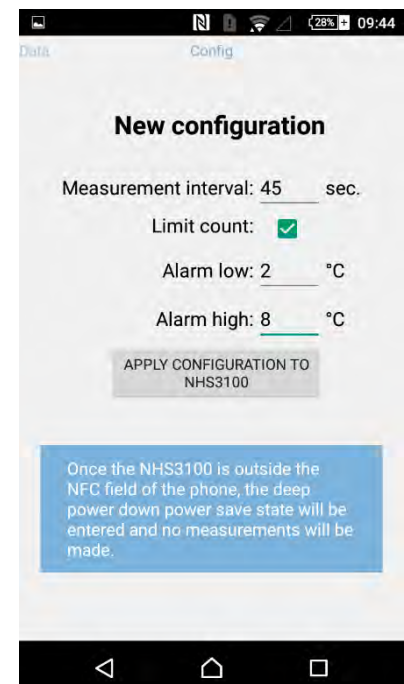 28% 09:44
Data Config
New configuration
Measurement interval: 45 sec.
Limit count:
Alarm low: 2 °C
Alarm high: 8 °C
APPLY CONFIGURATION TO
NHS3100
Once the NHS3100 is outside the
NFC field of the phone, the deep
power down power save state will be
entered and no measurements will be
made.